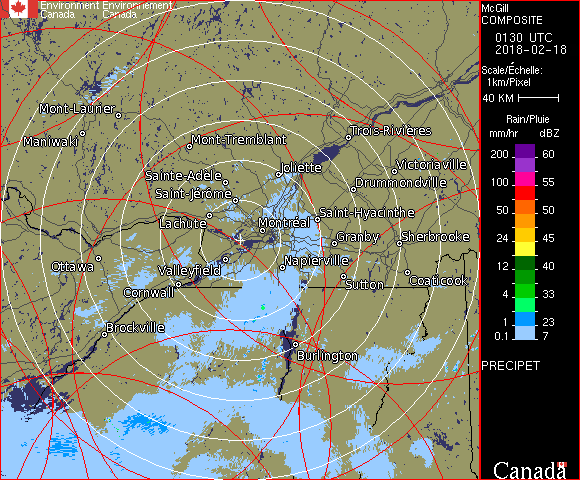 Environment Environnement
Canada Canada
McGill
COMPOSITE
0130 UTC
2018-02-18
Scale/Échelle:
1km/Pixel
40 KM
Rain/Pluie
mm/hr dBZ
200 60
100 55
50 50
24 45
12 40
4 33
1 23
0.1 7
PRECIPET
Canada
Mont-Laurier
Maniwaki
Mont-Tremblant
Trois-Rivières
Sainte-Adèle
Joliette
Victoriaville
Saint-Jérôme
Drummondville
Lachute
Montréal
Saint-Hyacinthe
Granby
Sherbrooke
Ottawa
Valleyfield
Napierville
Cornwall
Sutton
Coaticook
Brockville
Burlington